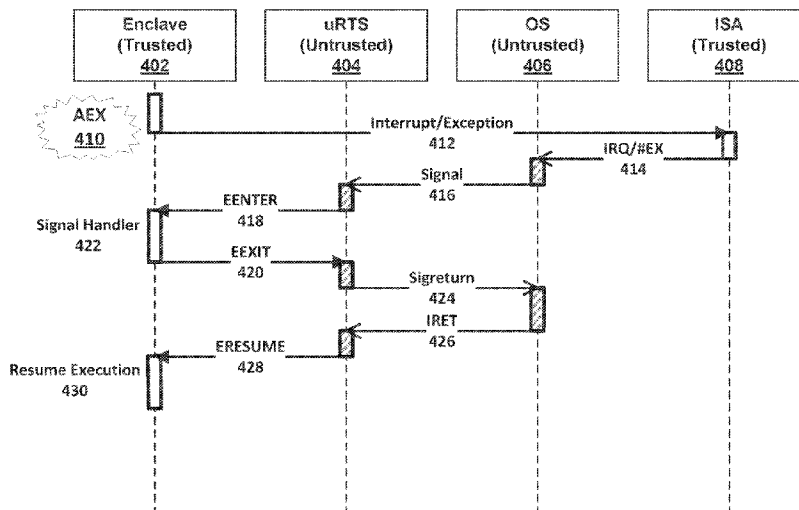 Enclave
(Trusted)
402
uRTS
(Untrusted)
404
OS
(Untrusted)
406
ISA
(Trusted)
408
AEX
410
Interrupt/Exception
412
IRQ/#EX
414
Signal
416
EENTER
418
Signal Handler
422
EEXIT
420
Sigreturn
424
IRET
426
ERESUME
428
Resume Execution
430